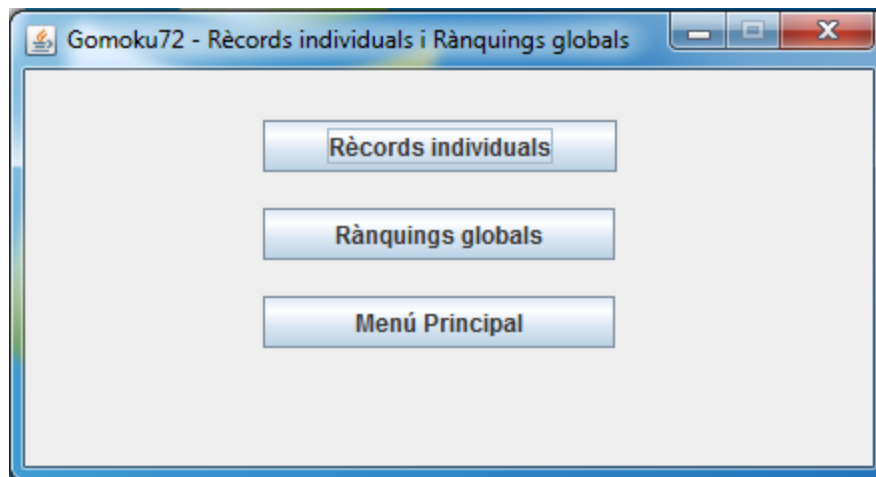 Gomoku72 - Rècords individuals i Rànquings globals
Rècords individuals
Rànquings globals
Menú Principal